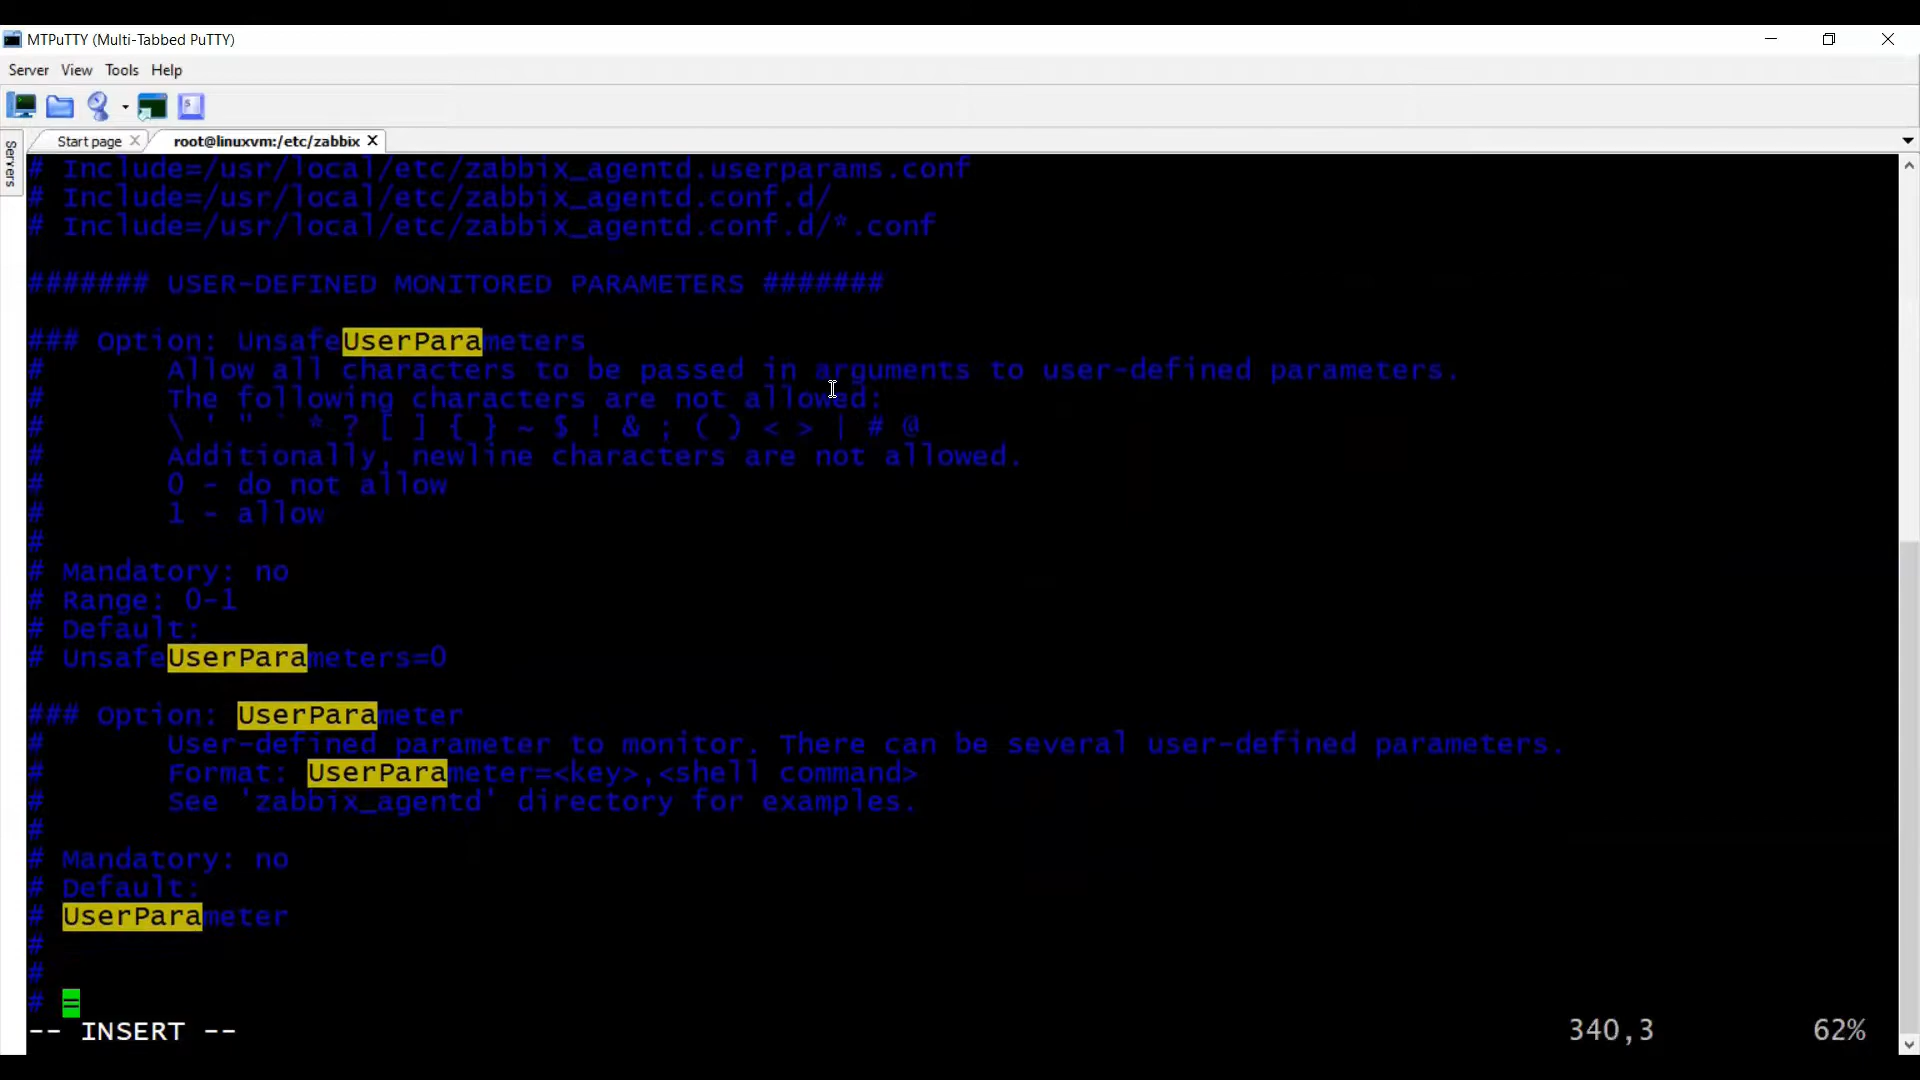 MTPuTTY (Multi-Tabbed PuTTY)
Server View Tools Help
Start page root@linuxvm:/etc/zabbix
Servers
# Include=/usr/local/etc/zabbix_agentd.userparams.conf
# Include=/usr/local/etc/zabbix_agentd.conf.d/
# Include=/usr/local/etc/zabbix_agentd.conf.d/*.conf
####### USER-DEFINED MONITORED PARAMETERS #######
### Option: UnsafeUserParameters
# Allow all characters to be passed in arguments to user-defined parameters.
# The following characters are not allowed:
# \ ' " ` * ? [ ] { } ~ $ ! & ; ( ) < > | # @
# Additionally, newline characters are not allowed.
# 0 - do not allow
# 1 - allow
#
# Mandatory: no
# Range: 0-1
# Default:
# UnsafeUserParameters=0
### Option: UserParameter
# User-defined parameter to monitor. There can be several user-defined parameters.
# Format: UserParameter=<key>,<shell command>
# See 'zabbix_agentd' directory for examples.
#
# Mandatory: no
# Default:
# UserParameter
#
#
# =
-- INSERT -- 340,3 62%